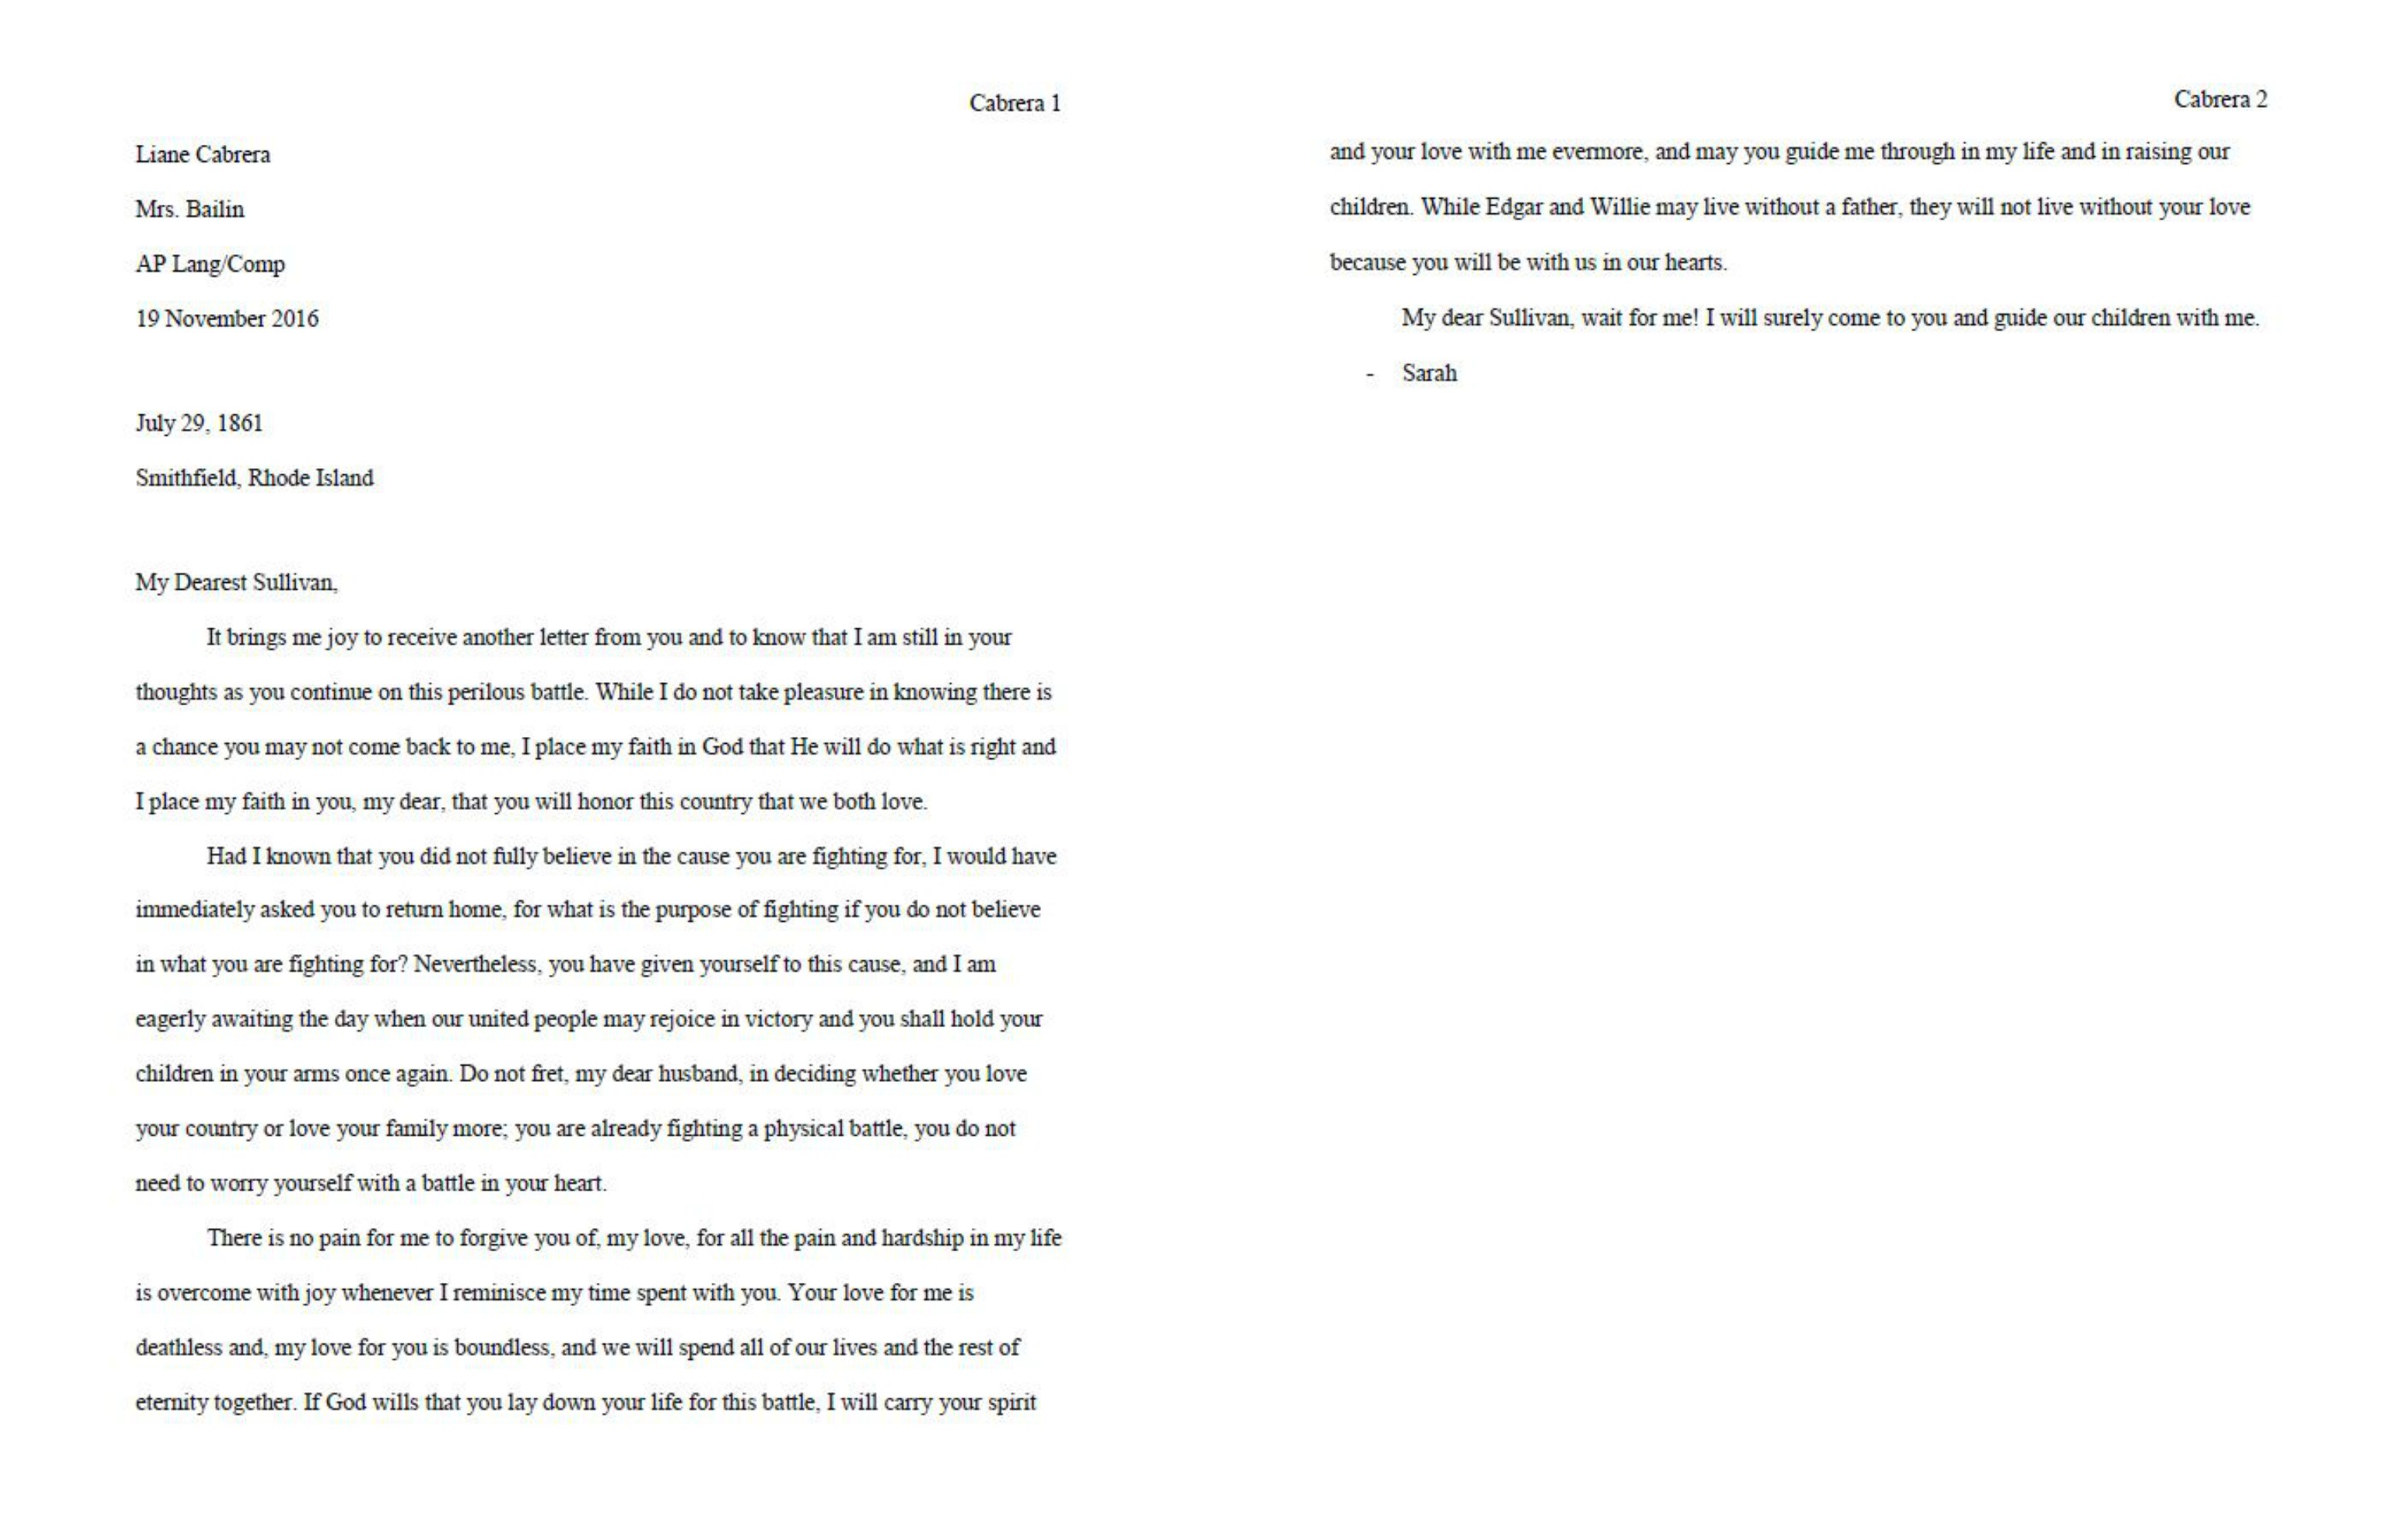 Cabrera 1
Liane Cabrera
Mrs. Bailin
AP Lang/Comp
19 November 2016
July 29, 1861
Smithfield, Rhode Island
My Dearest Sullivan,
It brings me joy to receive another letter from you and to know that I am still in your
thoughts as you continue on this perilous battle. While I do not take pleasure in knowing there is
a chance you may not come back to me, I place my faith in God that He will do what is right and
I place my faith in you, my dear, that you will honor this country that we both love.
Had I known that you did not fully believe in the cause you are fighting for, I would have
immediately asked you to return home, for what is the purpose of fighting if you do not believe
in what you are fighting for? Nevertheless, you have given yourself to this cause, and I am
eagerly awaiting the day when our united people may rejoice in victory and you shall hold your
children in your arms once again. Do not fret, my dear husband, in deciding whether you love
your country or love your family more; you are already fighting a physical battle, you do not
need to worry yourself with a battle in your heart.
There is no pain for me to forgive you of, my love, for all the pain and hardship in my life
is overcome with joy whenever I reminisce my time spent with you. Your love for me is
deathless and, my love for you is boundless, and we will spend all of our lives and the rest of
eternity together. If God wills that you lay down your life for this battle, I will carry your spirit
Cabrera 2
and your love with me evermore, and may you guide me through in my life and in raising our
children. While Edgar and Willie may live without a father, they will not live without your love
because you will be with us in our hearts.
My dear Sullivan, wait for me! I will surely come to you and guide our children with me.
- Sarah